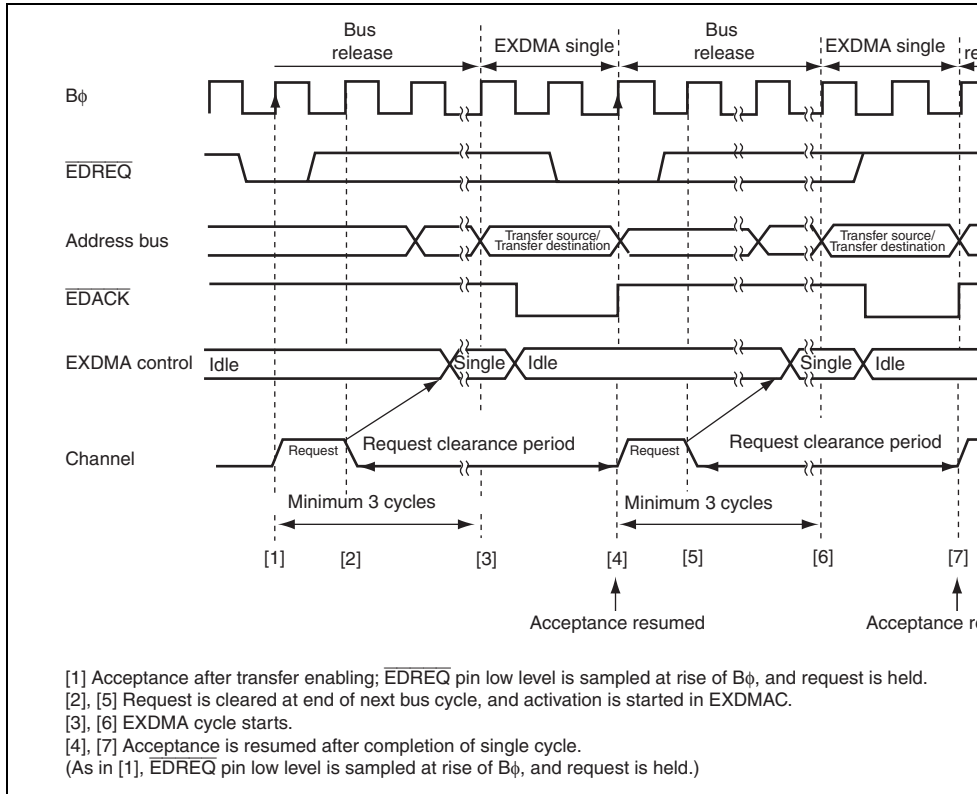 Bus release EXDMA single Bus release EXDMA single re
Bφ
EDREQ
Address bus Transfer source/ Transfer destination Transfer source/ Transfer destination
EDACK
EXDMA control Idle Single Idle Single Idle
Channel Request Request clearance period Request Request clearance period
Minimum 3 cycles Minimum 3 cycles
[1] [2] [3] [4] [5] [6] [7]
Acceptance resumed Acceptance re
[1] Acceptance after transfer enabling; EDREQ pin low level is sampled at rise of Bφ, and request is held.
[2], [5] Request is cleared at end of next bus cycle, and activation is started in EXDMAC.
[3], [6] EXDMA cycle starts.
[4], [7] Acceptance is resumed after completion of single cycle.
(As in [1], EDREQ pin low level is sampled at rise of Bφ, and request is held.)